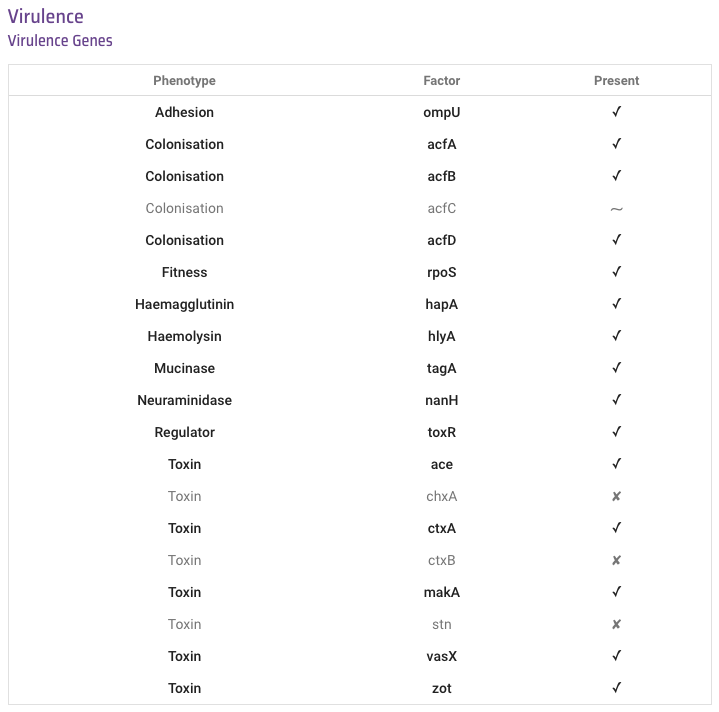 Virulence
Virulence Genes
Phenotype Factor Present
Adhesion ompU ✓
Colonisation acfA ✓
Colonisation acfB ✓
Colonisation acfC ~
Colonisation acfD ✓
Fitness rpoS ✓
Haemagglutinin hapA ✓
Haemolysin hlyA ✓
Mucinase tagA ✓
Neuraminidase nanH ✓
Regulator toxR ✓
Toxin ace ✓
Toxin chxA ✘
Toxin ctxA ✓
Toxin ctxB ✘
Toxin makA ✓
Toxin stn ✘
Toxin vasX ✓
Toxin zot ✓